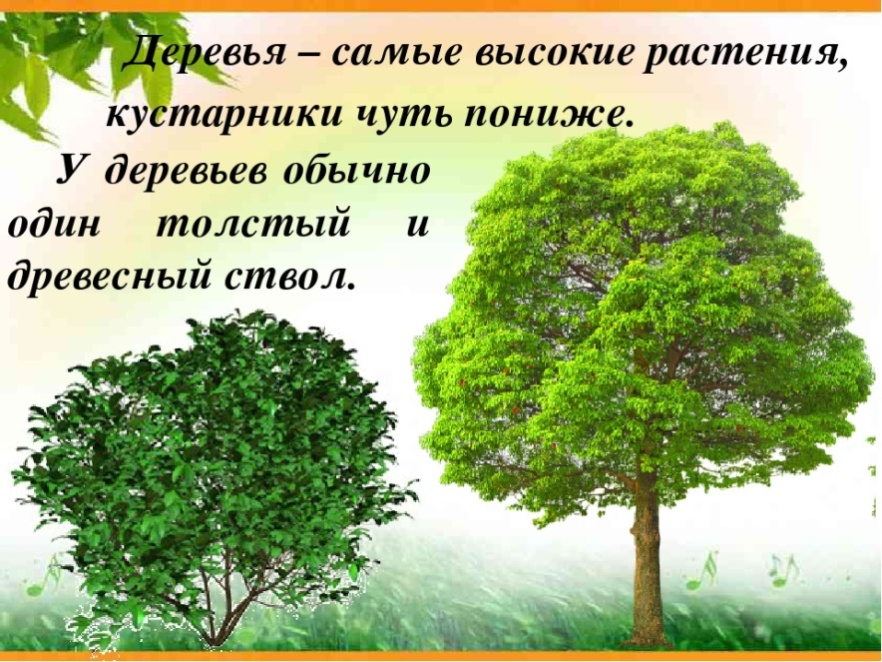 Деревья – самые высокие растения,
кустарники чуть пониже.
У деревьев обычно
один толстый и
древесный ствол.